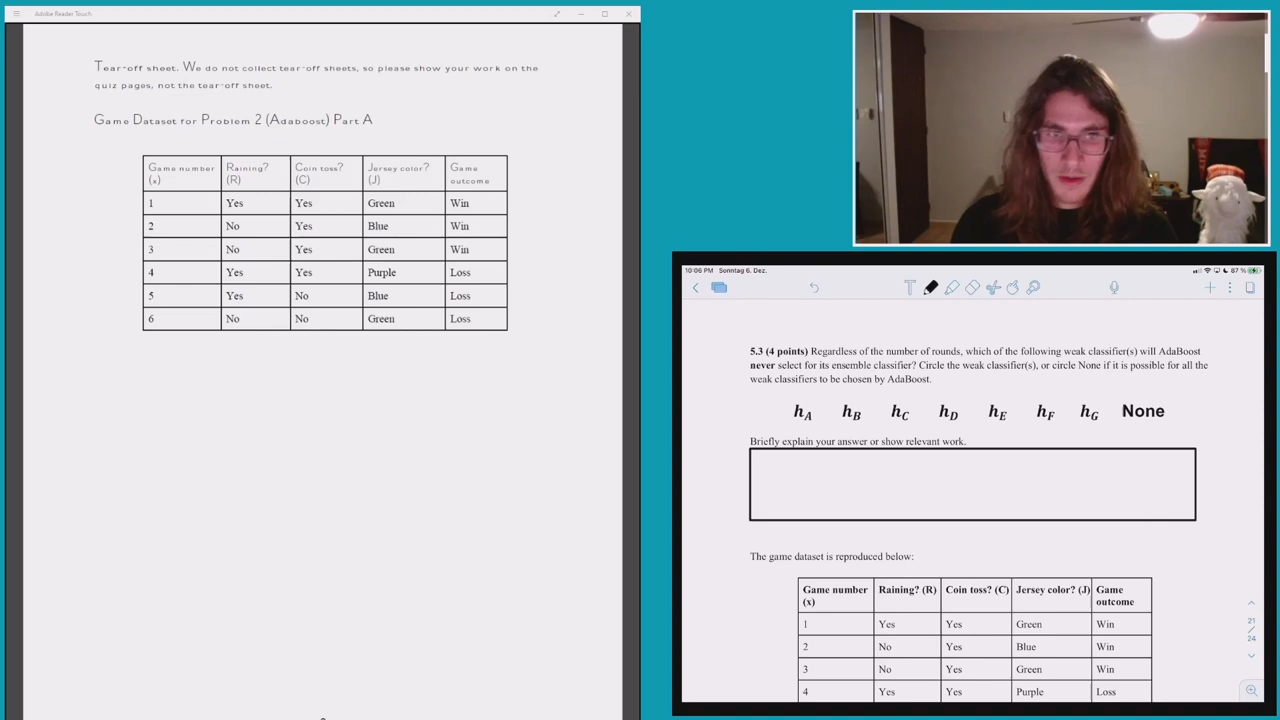 Adobe Reader Touch
Tear-off sheet. We do not collect tear-off sheets, so please show your work on the
quiz pages, not the tear-off sheet.
Game Dataset for Problem 2 (Adaboost) Part A
Game number (x) Raining? (R) Coin toss? (C) Jersey color? (J) Game outcome
1 Yes Yes Green Win
2 No Yes Blue Win
3 No Yes Green Win
4 Yes Yes Purple Loss
5 Yes No Blue Loss
6 No No Green Loss
10:06 PM Sonntag 6. Dez. 87 %
5.3 (4 points) Regardless of the number of rounds, which of the following weak classifier(s) will AdaBoost
never select for its ensemble classifier? Circle the weak classifier(s), or circle None if it is possible for all the
weak classifiers to be chosen by AdaBoost.
h_A h_B h_C h_D h_E h_F h_G None
Briefly explain your answer or show relevant work.
The game dataset is reproduced below:
Game number (x) Raining? (R) Coin toss? (C) Jersey color? (J) Game outcome
1 Yes Yes Green Win
2 No Yes Blue Win
3 No Yes Green Win
4 Yes Yes Purple Loss
21
/
24